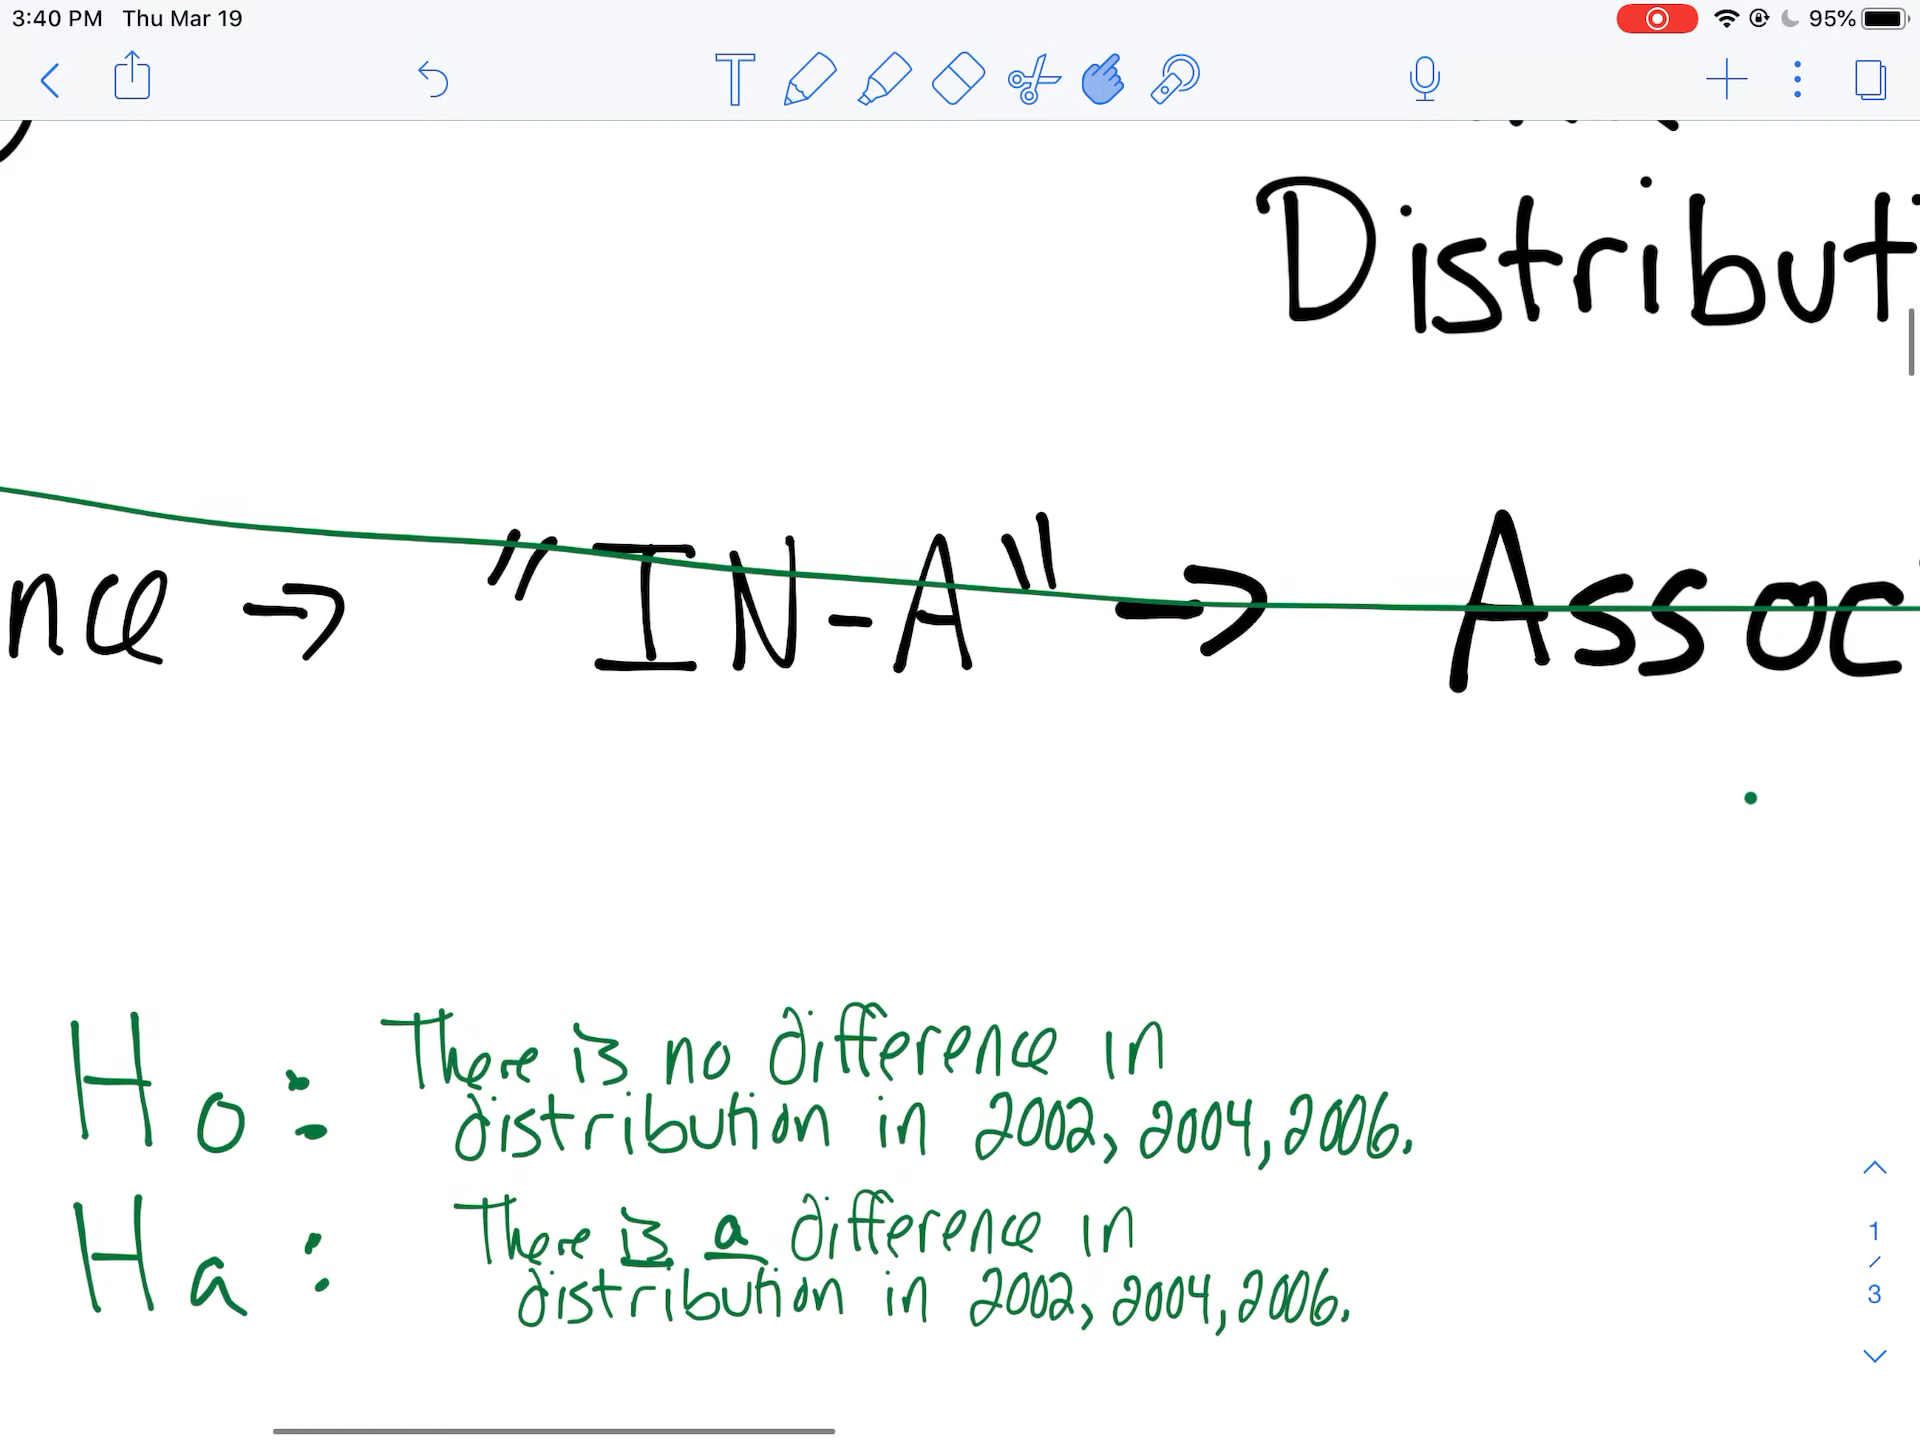 3:40 PM Thu Mar 19 95%
T
Distribut
nce → "IN-A" → Assoc
Ho: There is no difference in
distribution in 2002, 2004, 2006.
Ha: There is a difference in
distribution in 2002, 2004, 2006.
1
/
3